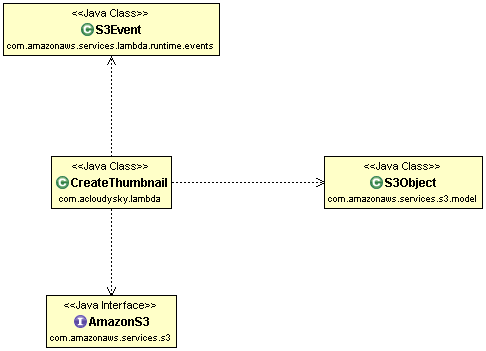 <<Java Class>>
C S3Event
com.amazonaws.services.lambda.runtime.events
<<Java Class>>
C CreateThumbnail
com.acloudysky.lambda
<<Java Class>>
C S3Object
com.amazonaws.services.s3.model
<<Java Interface>>
I AmazonS3
com.amazonaws.services.s3